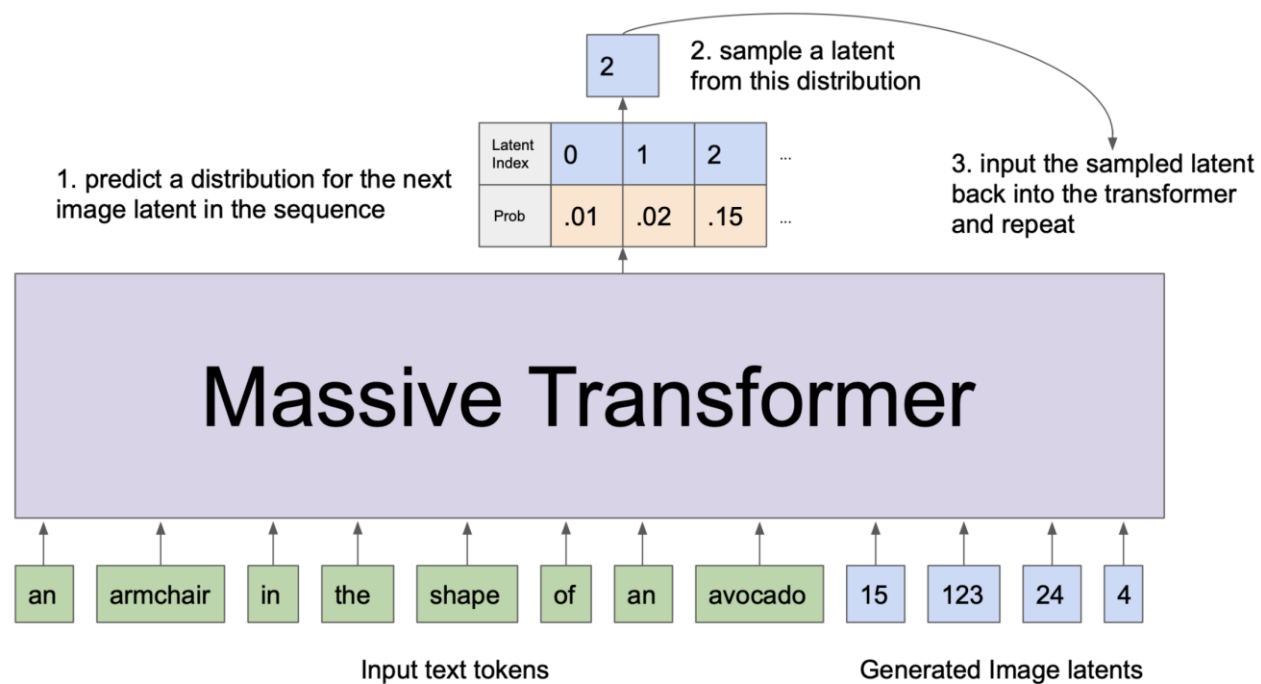 2
2. sample a latent
from this distribution
1. predict a distribution for the next
image latent in the sequence
Latent
Index
0 1 2 ...
Prob
.01 .02 .15 ...
3. input the sampled latent
back into the transformer
and repeat
Massive Transformer
an armchair in the shape of an avocado 15 123 24 4
Input text tokens
Generated Image latents